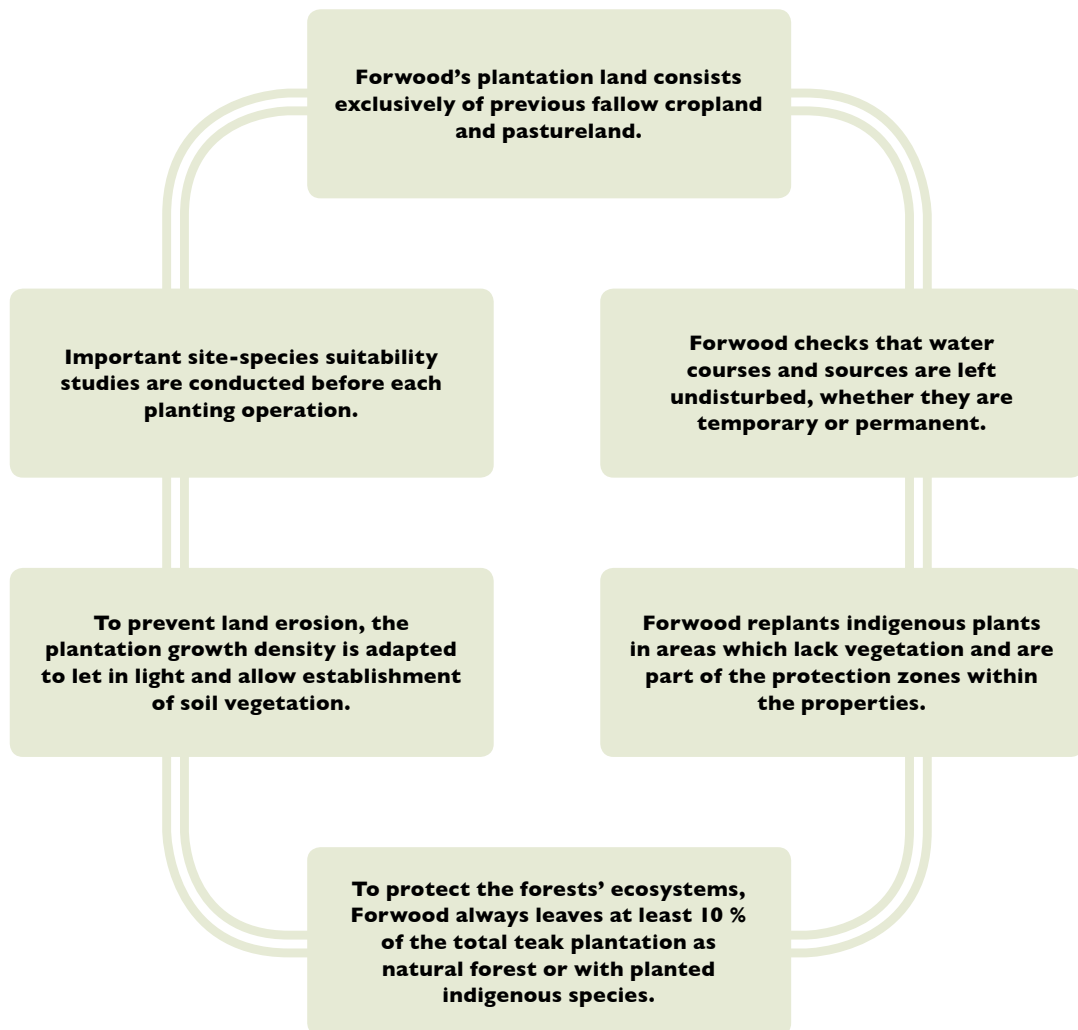 Forwood’s plantation land consists
exclusively of previous fallow cropland
and pastureland.
Important site-species suitability
studies are conducted before each
planting operation.
Forwood checks that water
courses and sources are left
undisturbed, whether they are
temporary or permanent.
To prevent land erosion, the
plantation growth density is adapted
to let in light and allow establishment
of soil vegetation.
Forwood replants indigenous plants
in areas which lack vegetation and are
part of the protection zones within
the properties.
To protect the forests’ ecosystems,
Forwood always leaves at least 10 %
of the total teak plantation as
natural forest or with planted
indigenous species.